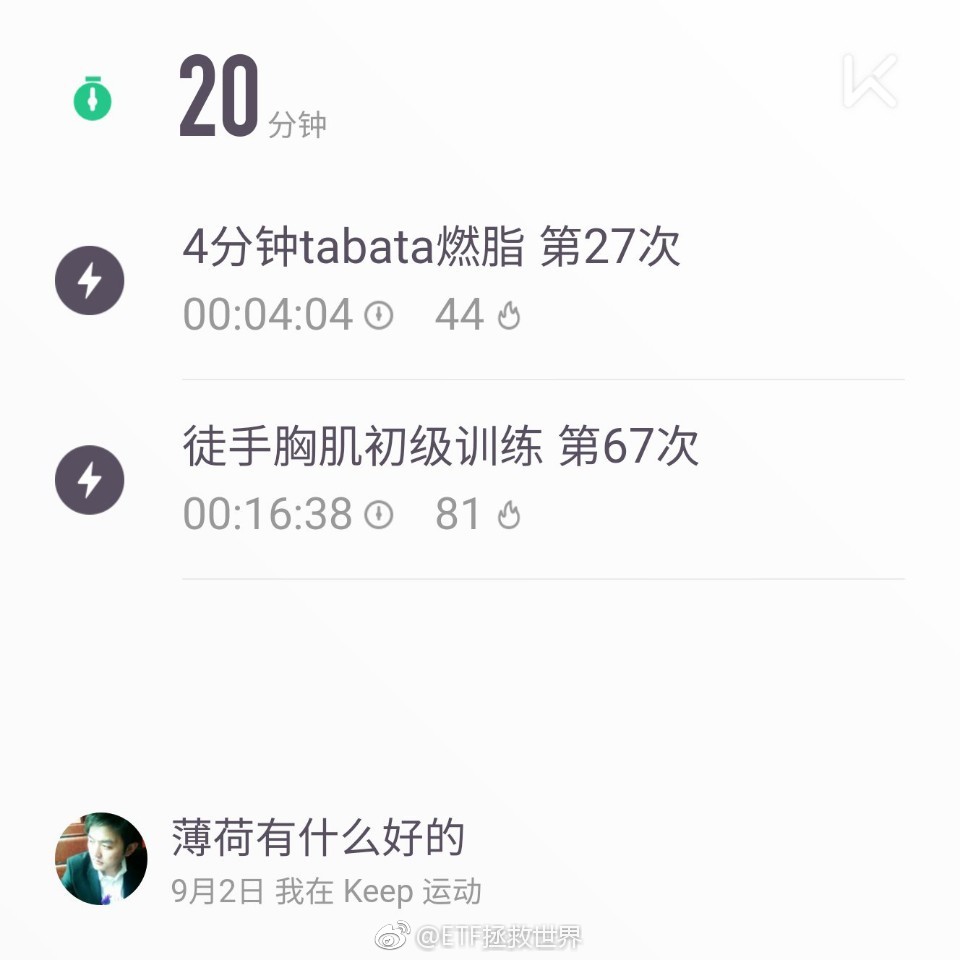 20 分钟
4分钟tabata燃脂 第27次
00:04:04 44
徒手胸肌初级训练 第67次
00:16:38 81
薄荷有什么好的
9月2日 我在 Keep 运动
@ETF拯救世界